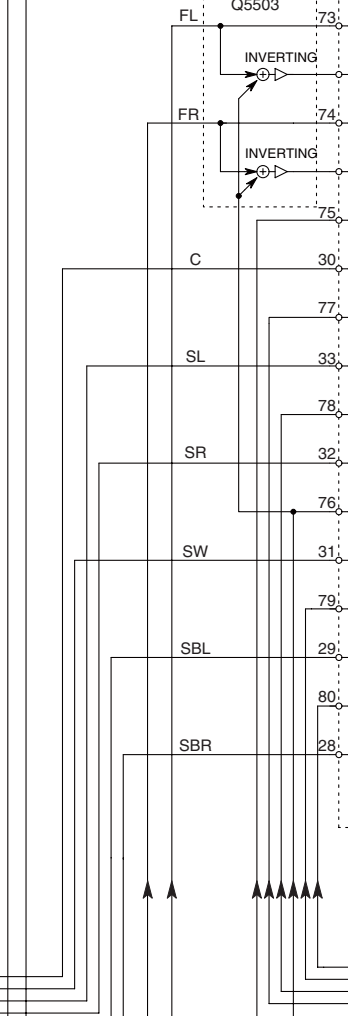 Q5503
FL 73
INVERTING
FR 74
INVERTING
75
C 30
77
SL 33
78
SR 32
76
SW 31
79
SBL 29
80
SBR 28